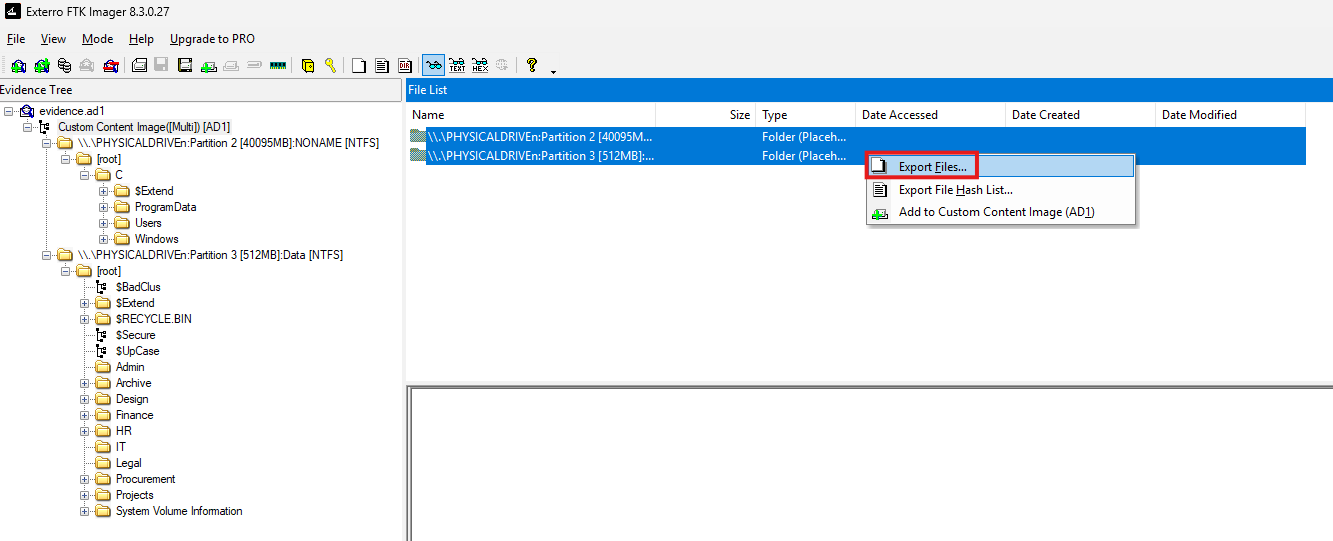 Exterro FTK Imager 8.3.0.27
File View Mode Help Upgrade to PRO
TEXT HEX
Evidence Tree
evidence.ad1
Custom Content Image([Multi]) [AD1]
\\.\PHYSICALDRIVEn:Partition 2 [40095MB]:NONAME [NTFS]
[root]
C
$Extend
ProgramData
Users
Windows
\\.\PHYSICALDRIVEn:Partition 3 [512MB]:Data [NTFS]
[root]
$BadClus
$Extend
$RECYCLE.BIN
$Secure
$UpCase
Admin
Archive
Design
Finance
HR
IT
Legal
Procurement
Projects
System Volume Information
File List
Name Size Type Date Accessed Date Created Date Modified
\\.\PHYSICALDRIVEn:Partition 2 [40095M... Folder (Placeh...
\\.\PHYSICALDRIVEn:Partition 3 [512MB]:... Folder (Placeh...
Export Files...
Export File Hash List...
Add to Custom Content Image (AD1)